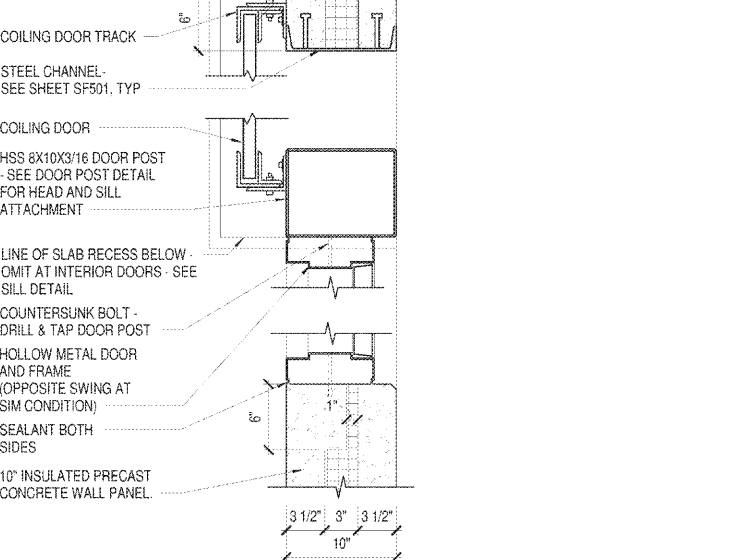 6"
COILING DOOR TRACK
STEEL CHANNEL-
SEE SHEET SF501, TYP
COILING DOOR
HSS 8X10X3/16 DOOR POST
- SEE DOOR POST DETAIL
FOR HEAD AND SILL
ATTACHMENT
LINE OF SLAB RECESS BELOW -
OMIT AT INTERIOR DOORS - SEE
SILL DETAIL
COUNTERSUNK BOLT -
DRILL & TAP DOOR POST
HOLLOW METAL DOOR
AND FRAME
(OPPOSITE SWING AT
SIM CONDITION)
1"
6"
SEALANT BOTH
SIDES
10" INSULATED PRECAST
CONCRETE WALL PANEL.
3 1/2" 3" 3 1/2"
10"